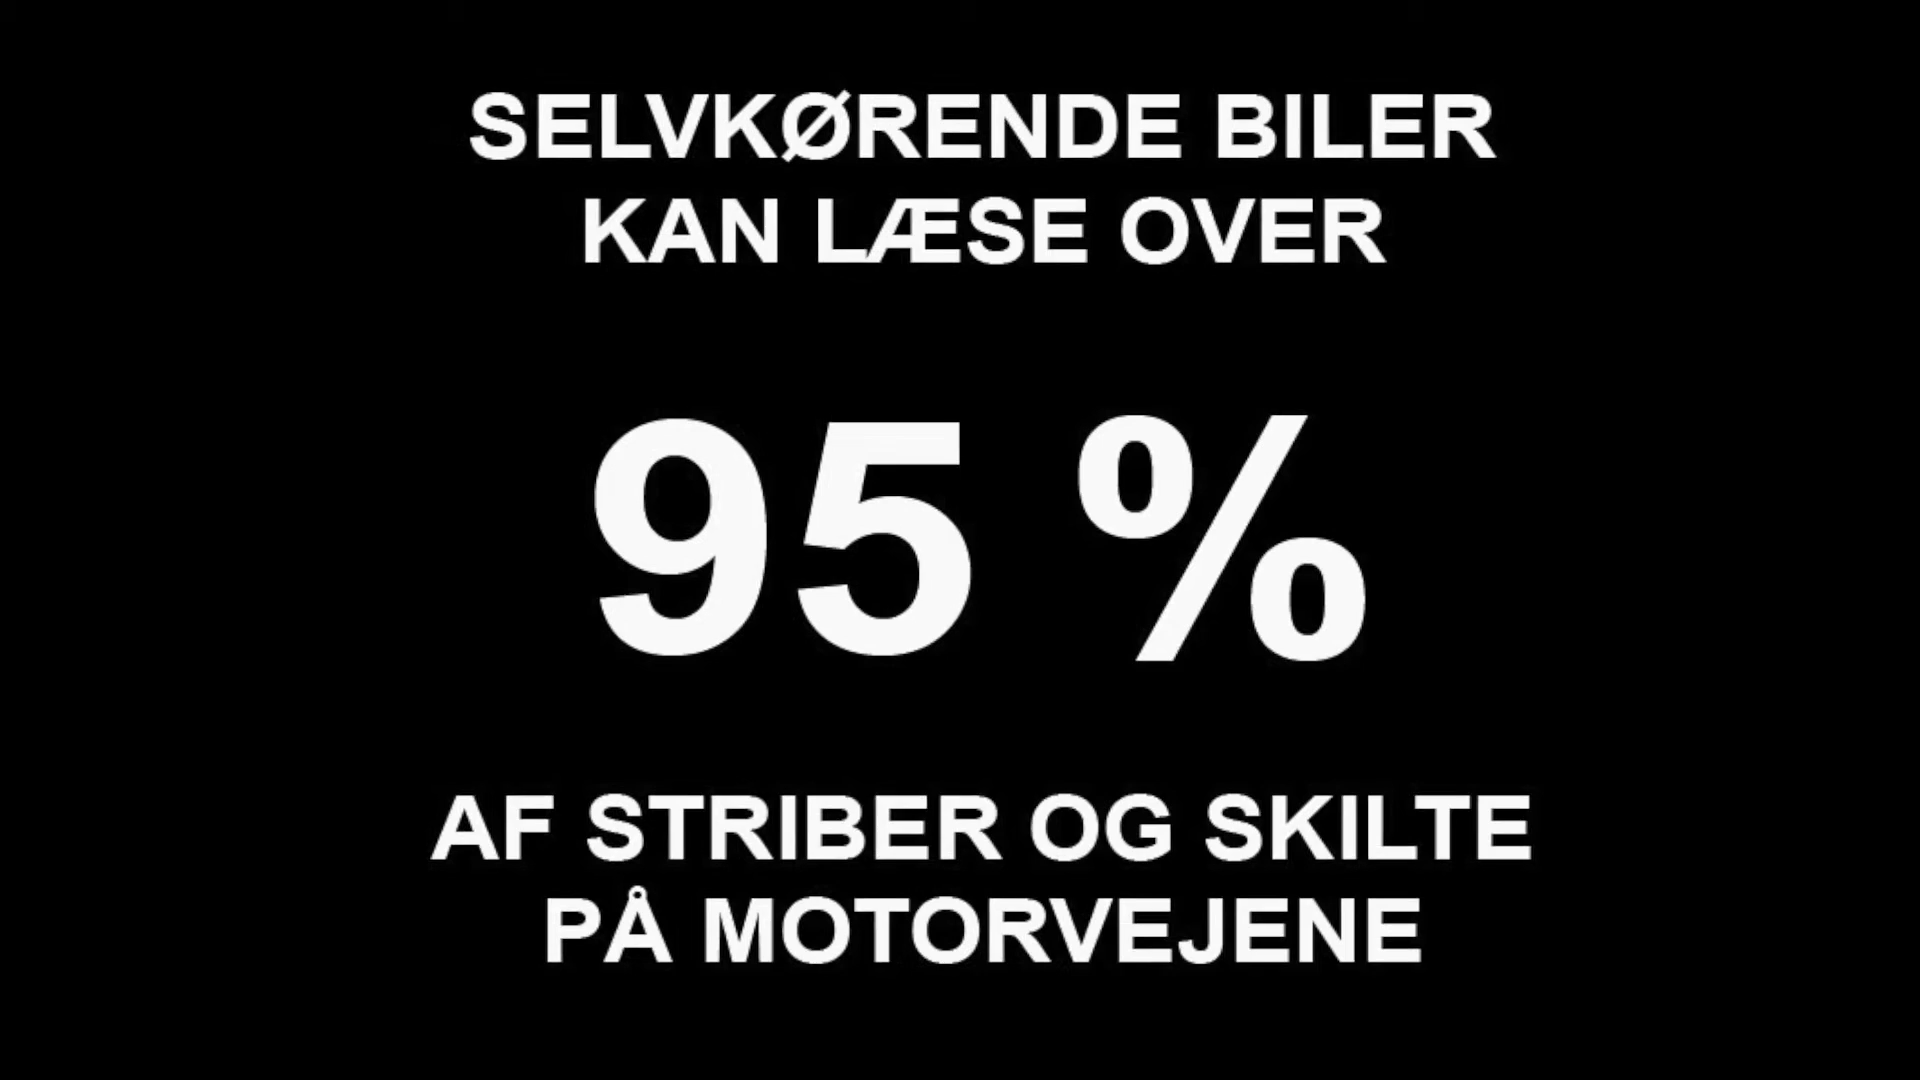 SELVKØRENDE BILER
KAN LÆSE OVER
95 %
AF STRIBER OG SKILTE
PÅ MOTORVEJENE